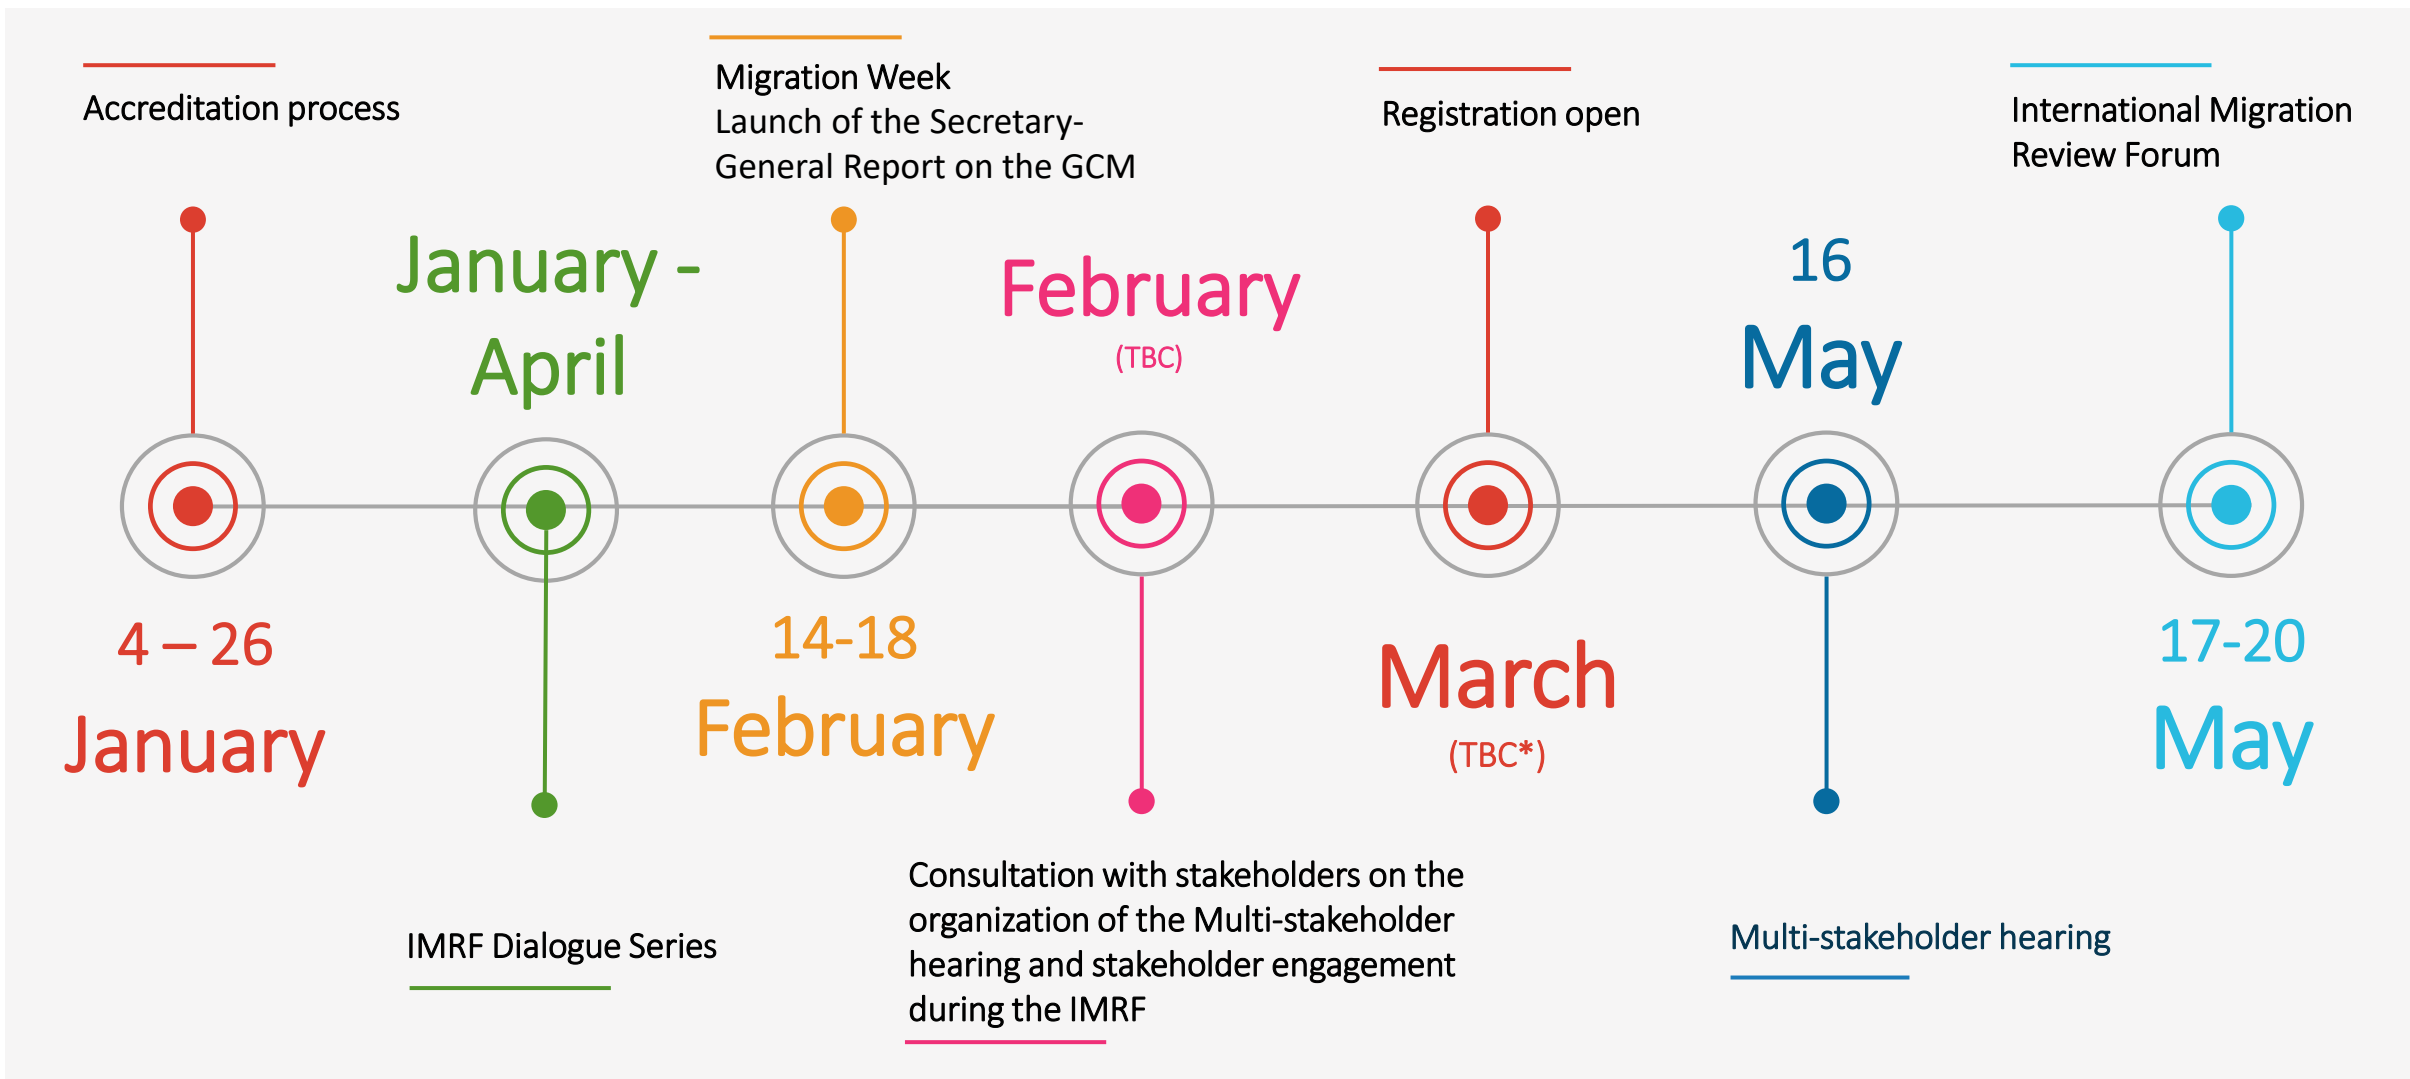 Accreditation process
4 – 26
January
January -
April
IMRF Dialogue Series
Migration Week
Launch of the Secretary-
General Report on the GCM
14-18
February
February
(TBC)
Consultation with stakeholders on the
organization of the Multi-stakeholder
hearing and stakeholder engagement
during the IMRF
Registration open
March
(TBC*)
16
May
Multi-stakeholder hearing
International Migration
Review Forum
17-20
May